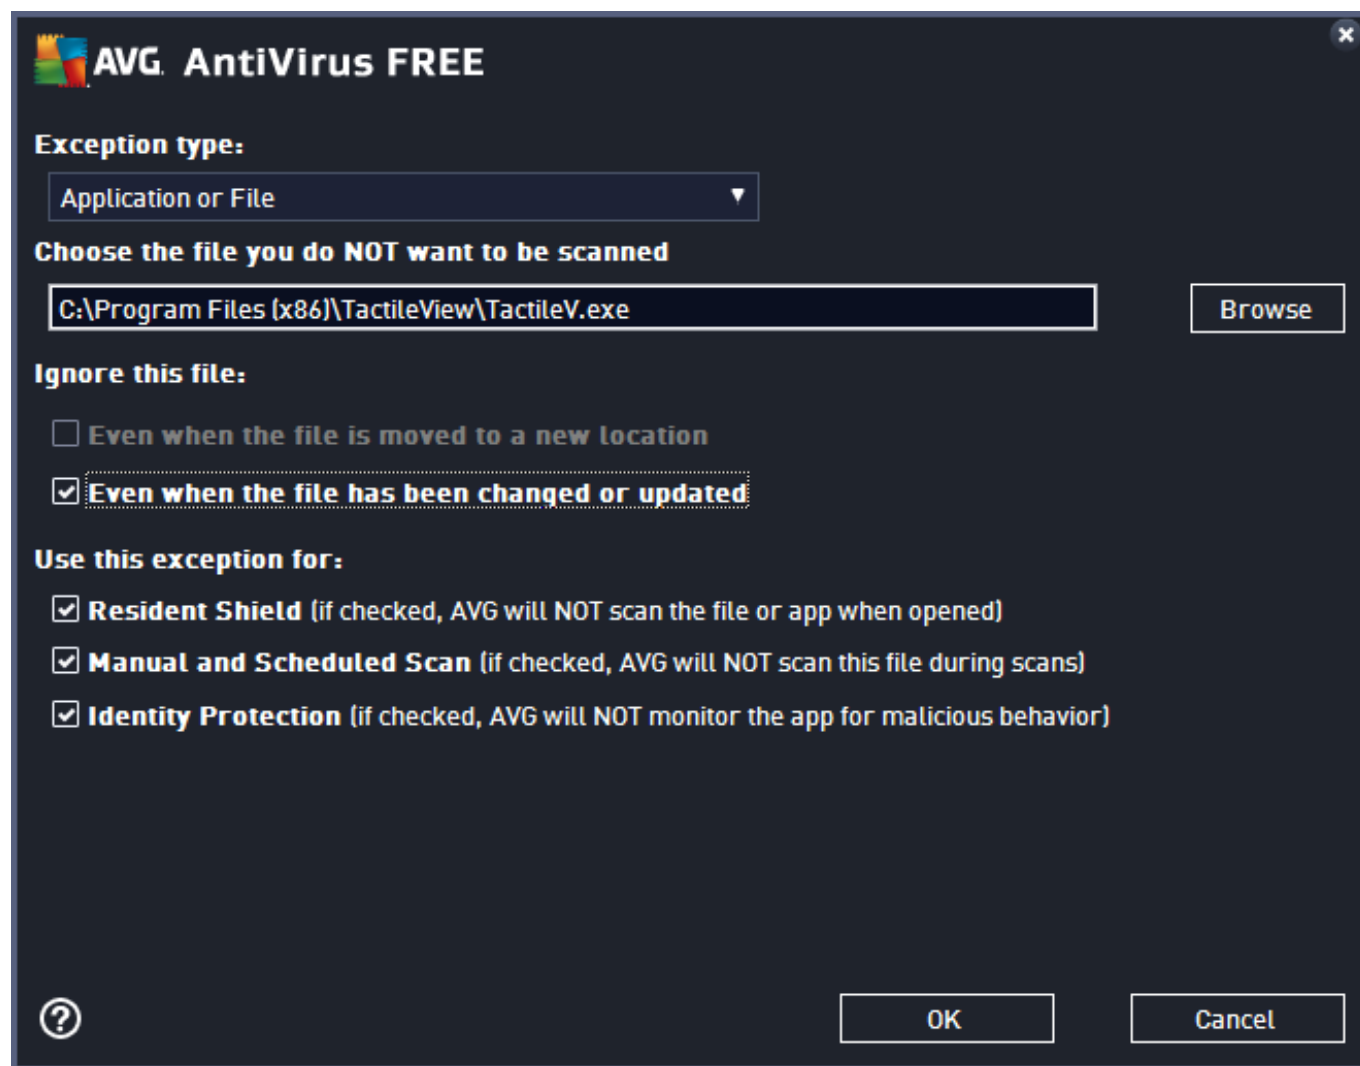 AVG. AntiVirus FREE
Exception type:
Application or File
Choose the file you do NOT want to be scanned
C:\Program Files (x86)\TactileView\TactileV.exe
Browse
Ignore this file:
Even when the file is moved to a new location
Even when the file has been changed or updated
Use this exception for:
Resident Shield (if checked, AVG will NOT scan the file or app when opened)
Manual and Scheduled Scan (if checked, AVG will NOT scan this file during scans)
Identity Protection (if checked, AVG will NOT monitor the app for malicious behavior)
?
OK
Cancel